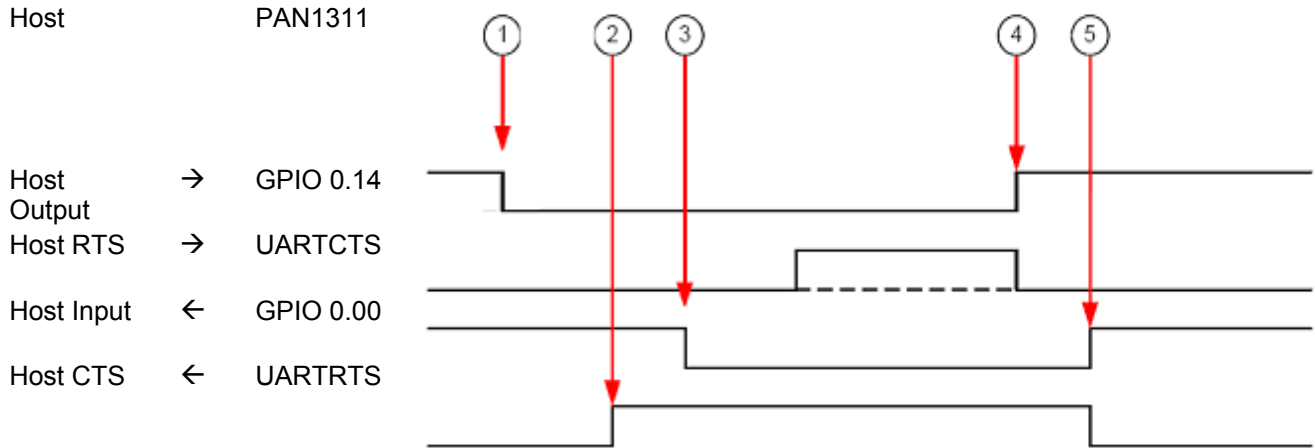 Host PAN1311
1 2 3 4 5
Host → GPIO 0.14
Output
Host RTS → UARTCTS
Host Input ← GPIO 0.00
Host CTS ← UARTRTS